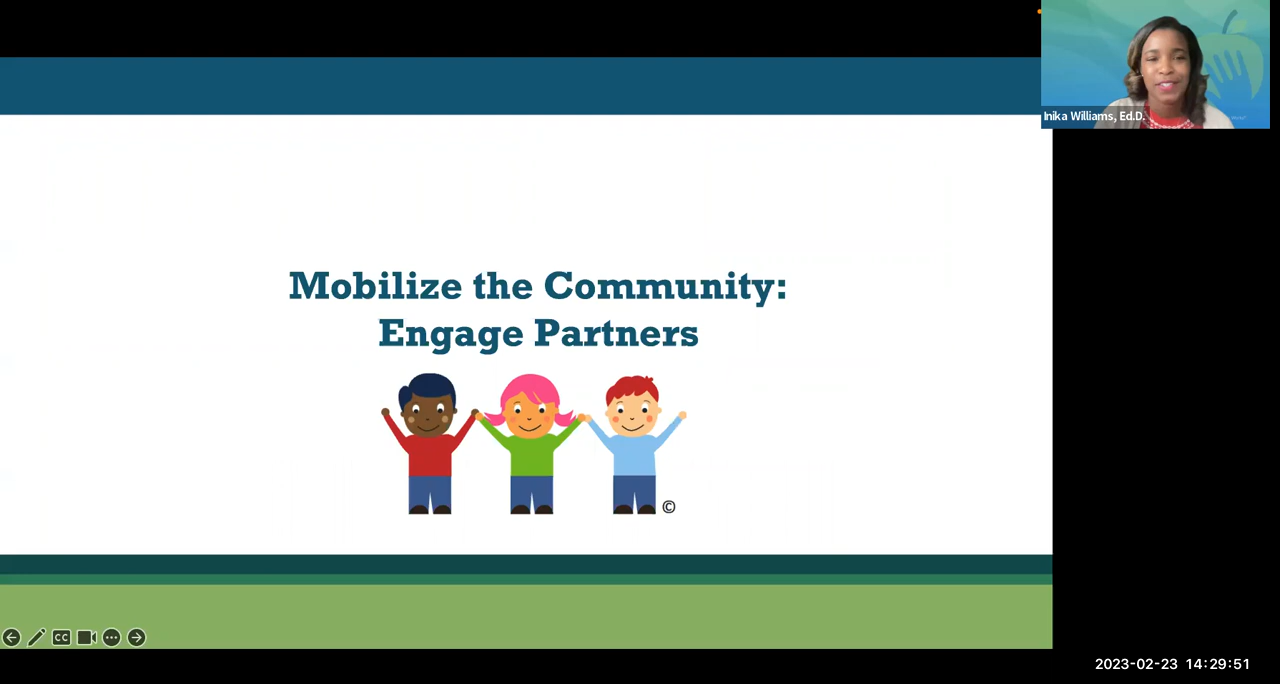 Inika Williams, Ed.D.
Mobilize the Community:
Engage Partners
©
CC
2023-02-23 14:29:51